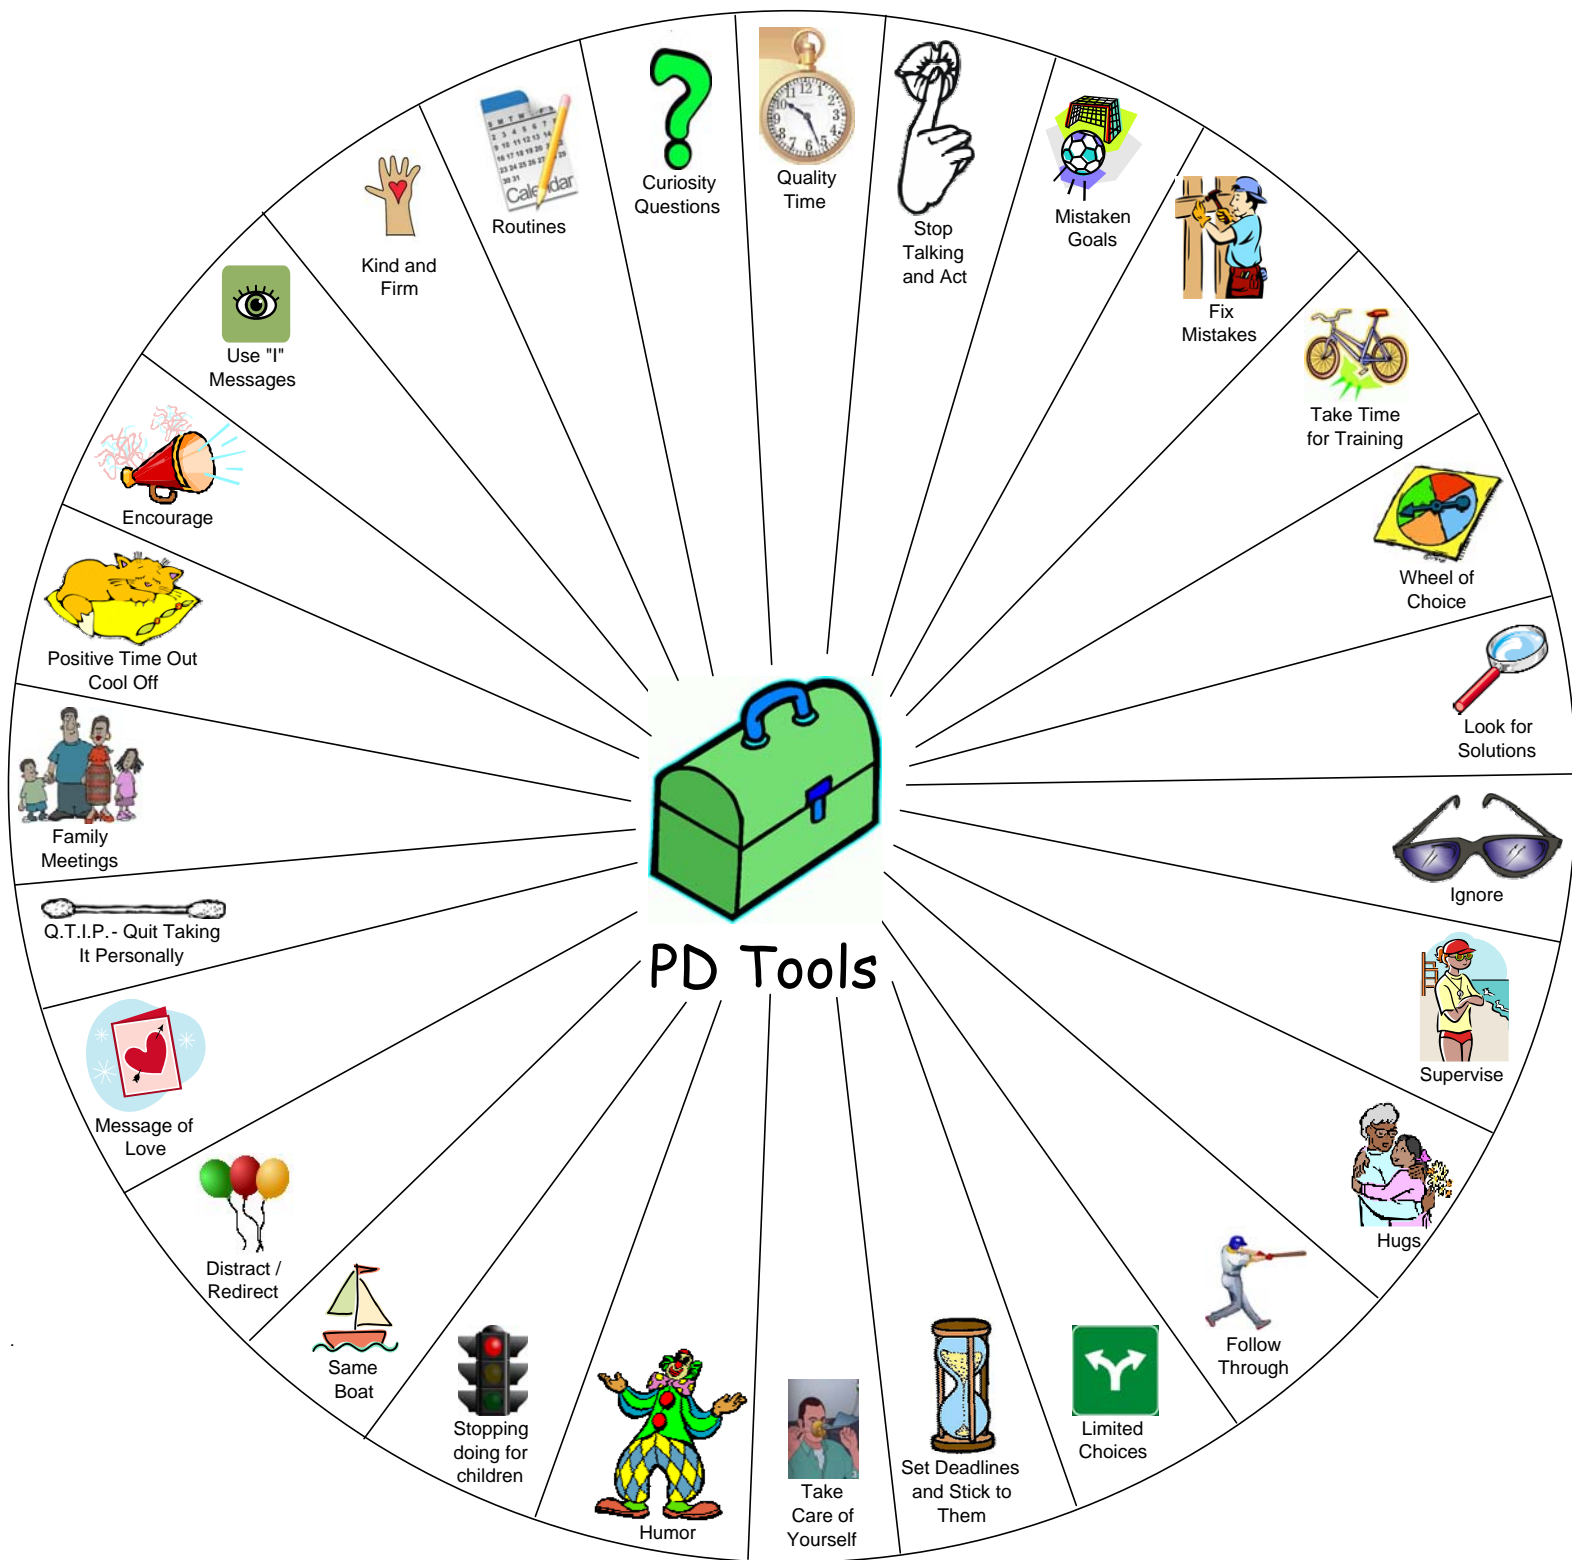 Quality
Time
Stop
Talking
and Act
Mistaken
Goals
Fix
Mistakes
Take Time
for Training
Wheel of
Choice
Look for
Solutions
Ignore
Supervise
Hugs
Follow
Through
Limited
Choices
Set Deadlines
and Stick to
Them
Take
Care of
Yourself
Humor
Stopping
doing for
children
Same
Boat
Distract /
Redirect
Message of
Love
Q.T.I.P. - Quit Taking
It Personally
Family
Meetings
Positive Time Out
Cool Off
Encourage
Use "I"
Messages
Kind and
Firm
Calendar
Routines
Curiosity
Questions
PD Tools